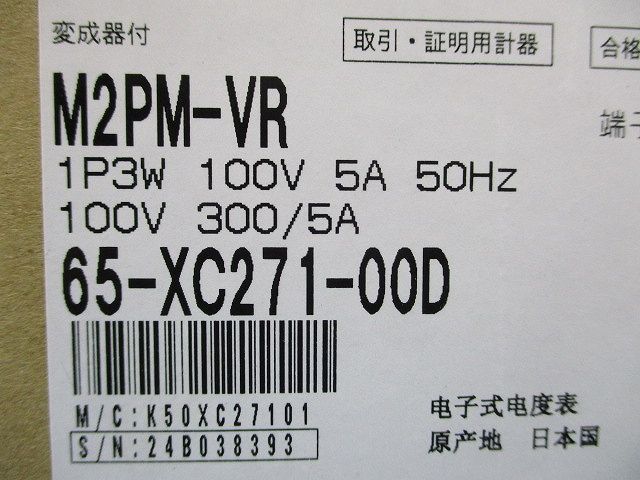 変成器付
取引・証明用計器
合格
M2PM-VR
端子
1P3W 100V 5A 50Hz
100V 300/5A
65-XC271-00D
M/C:K50XC27101
S/N:24B038393
电子式电度表
原产地 日本国